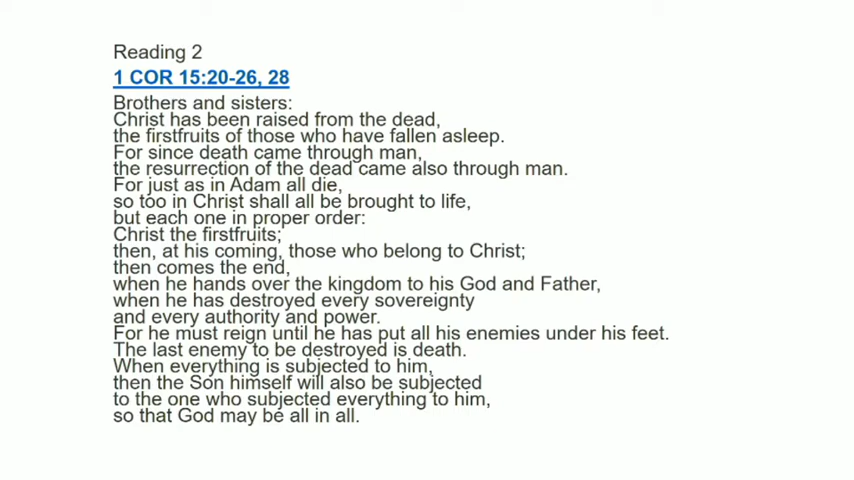 Reading 2
1 COR 15:20-26, 28
Brothers and sisters:
Christ has been raised from the dead,
the firstfruits of those who have fallen asleep.
For since death came through man,
the resurrection of the dead came also through man.
For just as in Adam all die,
so too in Christ shall all be brought to life,
but each one in proper order:
Christ the firstfruits;
then, at his coming, those who belong to Christ;
then comes the end,
when he hands over the kingdom to his God and Father,
when he has destroyed every sovereignty
and every authority and power.
For he must reign until he has put all his enemies under his feet.
The last enemy to be destroyed is death.
When everything is subjected to him,
then the Son himself will also be subjected
to the one who subjected everything to him,
so that God may be all in all.